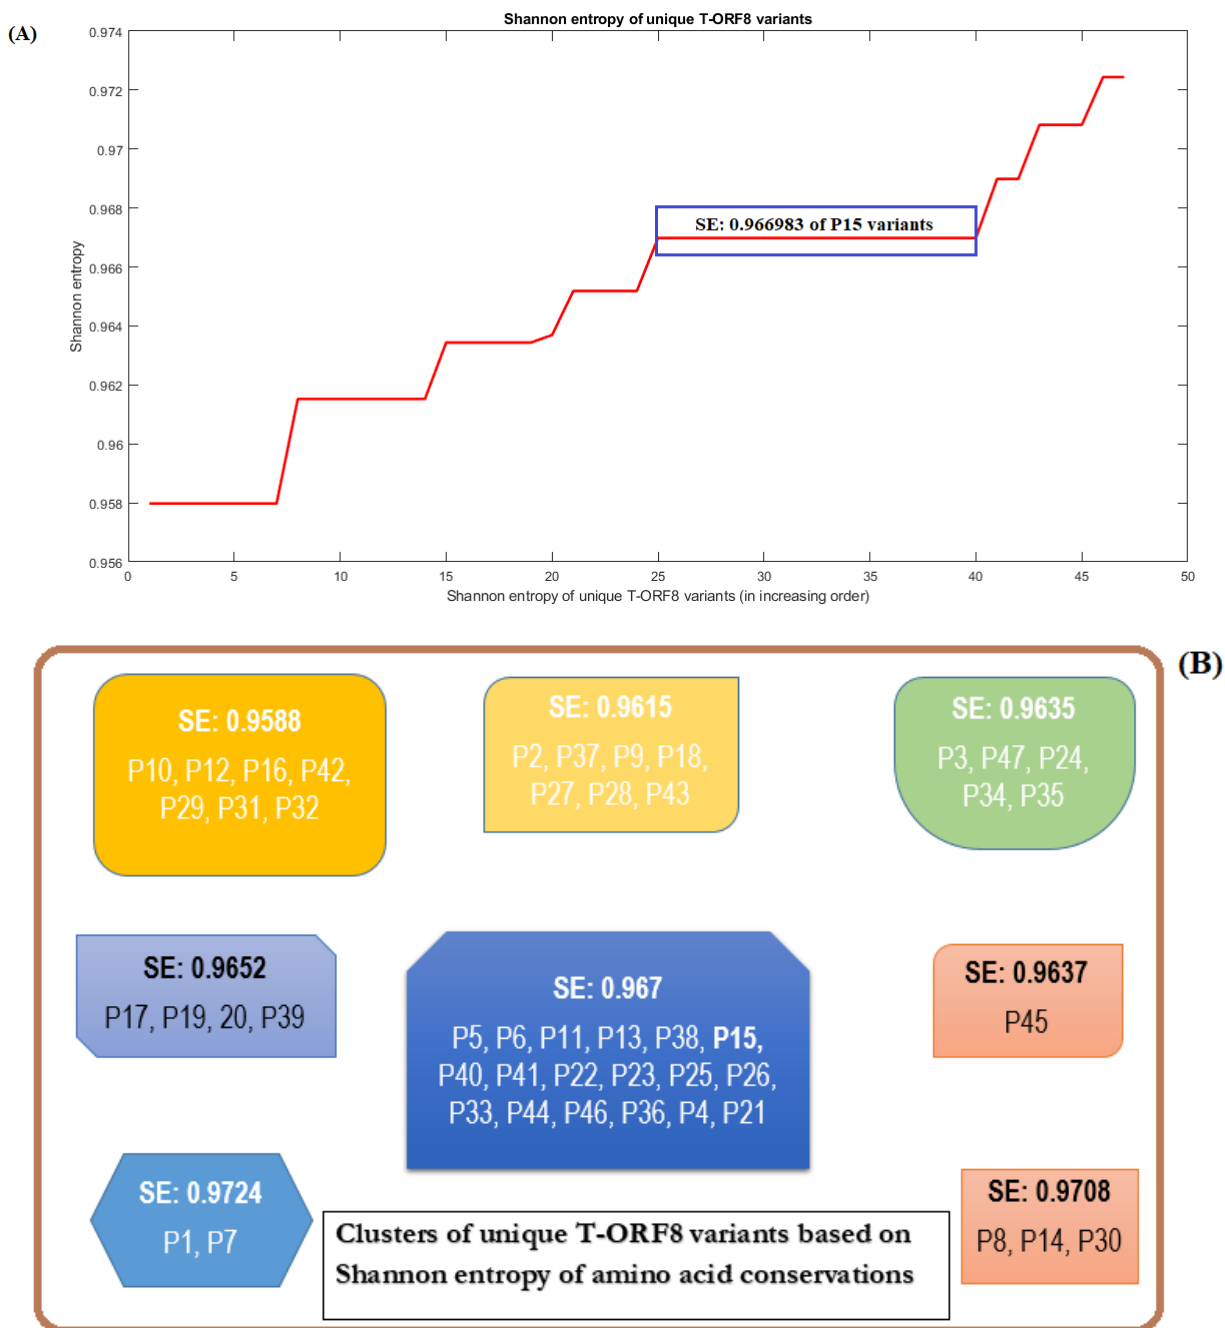 (A)
Shannon entropy of unique T-ORF8 variants
0.974
0.972
0.97
0.968
0.966
0.964
0.962
0.96
0.958
0.956
Shannon entropy
SE: 0.966983 of P15 variants
0 5 10 15 20 25 30 35 40 45 50
Shannon entropy of unique T-ORF8 variants (in increasing order)
(B)
SE: 0.9588
P10, P12, P16, P42,
P29, P31, P32
SE: 0.9615
P2, P37, P9, P18,
P27, P28, P43
SE: 0.9635
P3, P47, P24,
P34, P35
SE: 0.9652
P17, P19, 20, P39
SE: 0.967
P5, P6, P11, P13, P38, P15,
P40, P41, P22, P23, P25, P26,
P33, P44, P46, P36, P4, P21
SE: 0.9637
P45
SE: 0.9724
P1, P7
Clusters of unique T-ORF8 variants based on
Shannon entropy of amino acid conservations
SE: 0.9708
P8, P14, P30